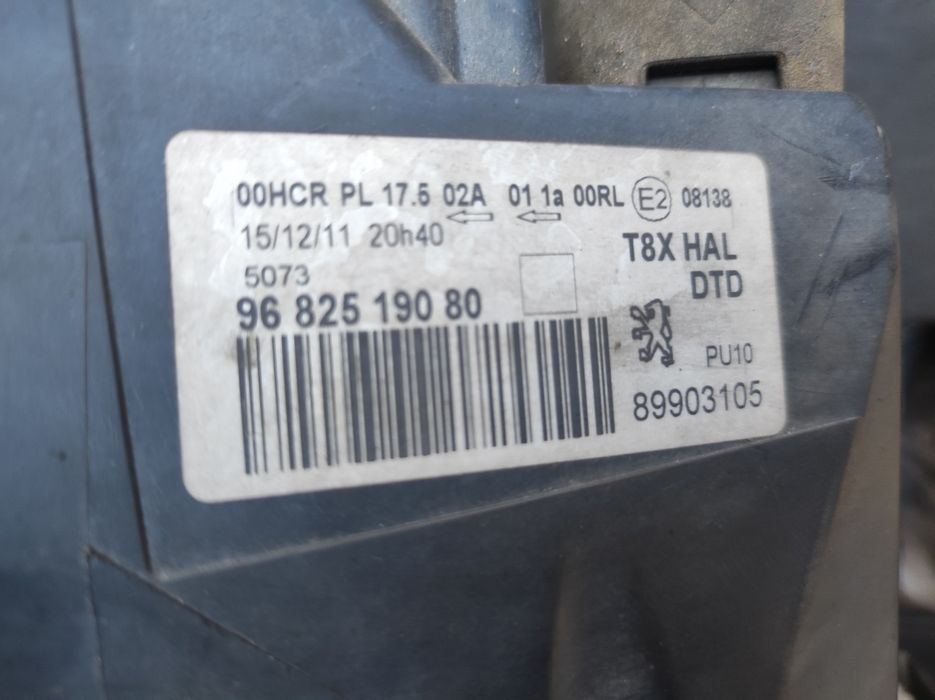 00HCR PL 17.5 02A 01 1a 00RL E2 08138
15/12/11 20h40
T8X HAL
5073
DTD
96 825 190 80
PU10
89903105